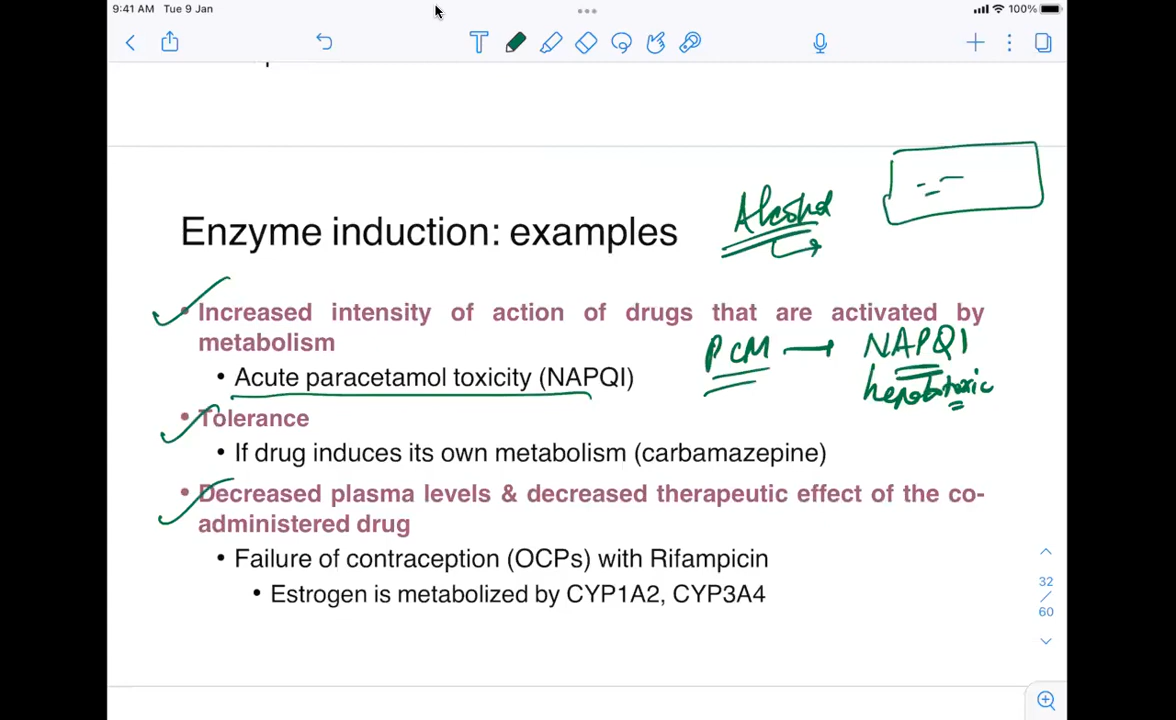 9:41 AM Tue 9 Jan
100%
Alcohol
Enzyme induction: examples
• Increased intensity of action of drugs that are activated by
metabolism
PCM → NAPQI
• Acute paracetamol toxicity (NAPQI)
hepatotoxic
• Tolerance
• If drug induces its own metabolism (carbamazepine)
• Decreased plasma levels & decreased therapeutic effect of the co-
administered drug
• Failure of contraception (OCPs) with Rifampicin
• Estrogen is metabolized by CYP1A2, CYP3A4
32
/
60